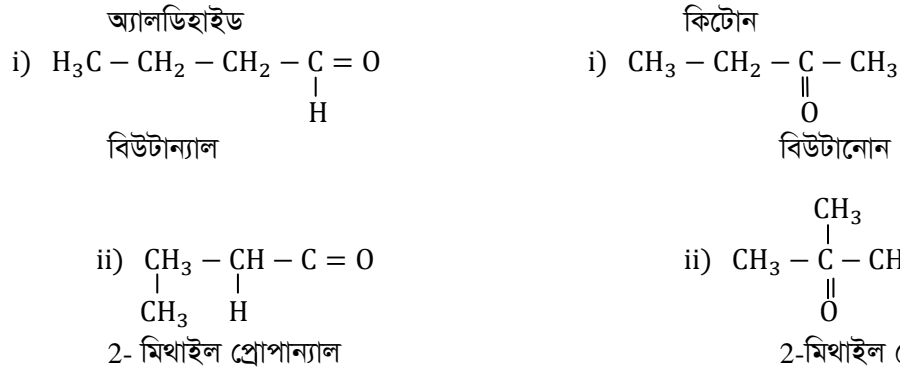 অ্যালডিহাইড কিটোন
i) H₃C − CH₂ − CH₂ − C = O i) CH₃ − CH₂ − C − CH₃
H O
বিউটান্যাল বিউটানোন
CH₃
ii) CH₃ − CH − C = O ii) CH₃ − C − CH
CH₃ H O
2- মিথাইল প্রোপান্যাল 2-মিথাইল